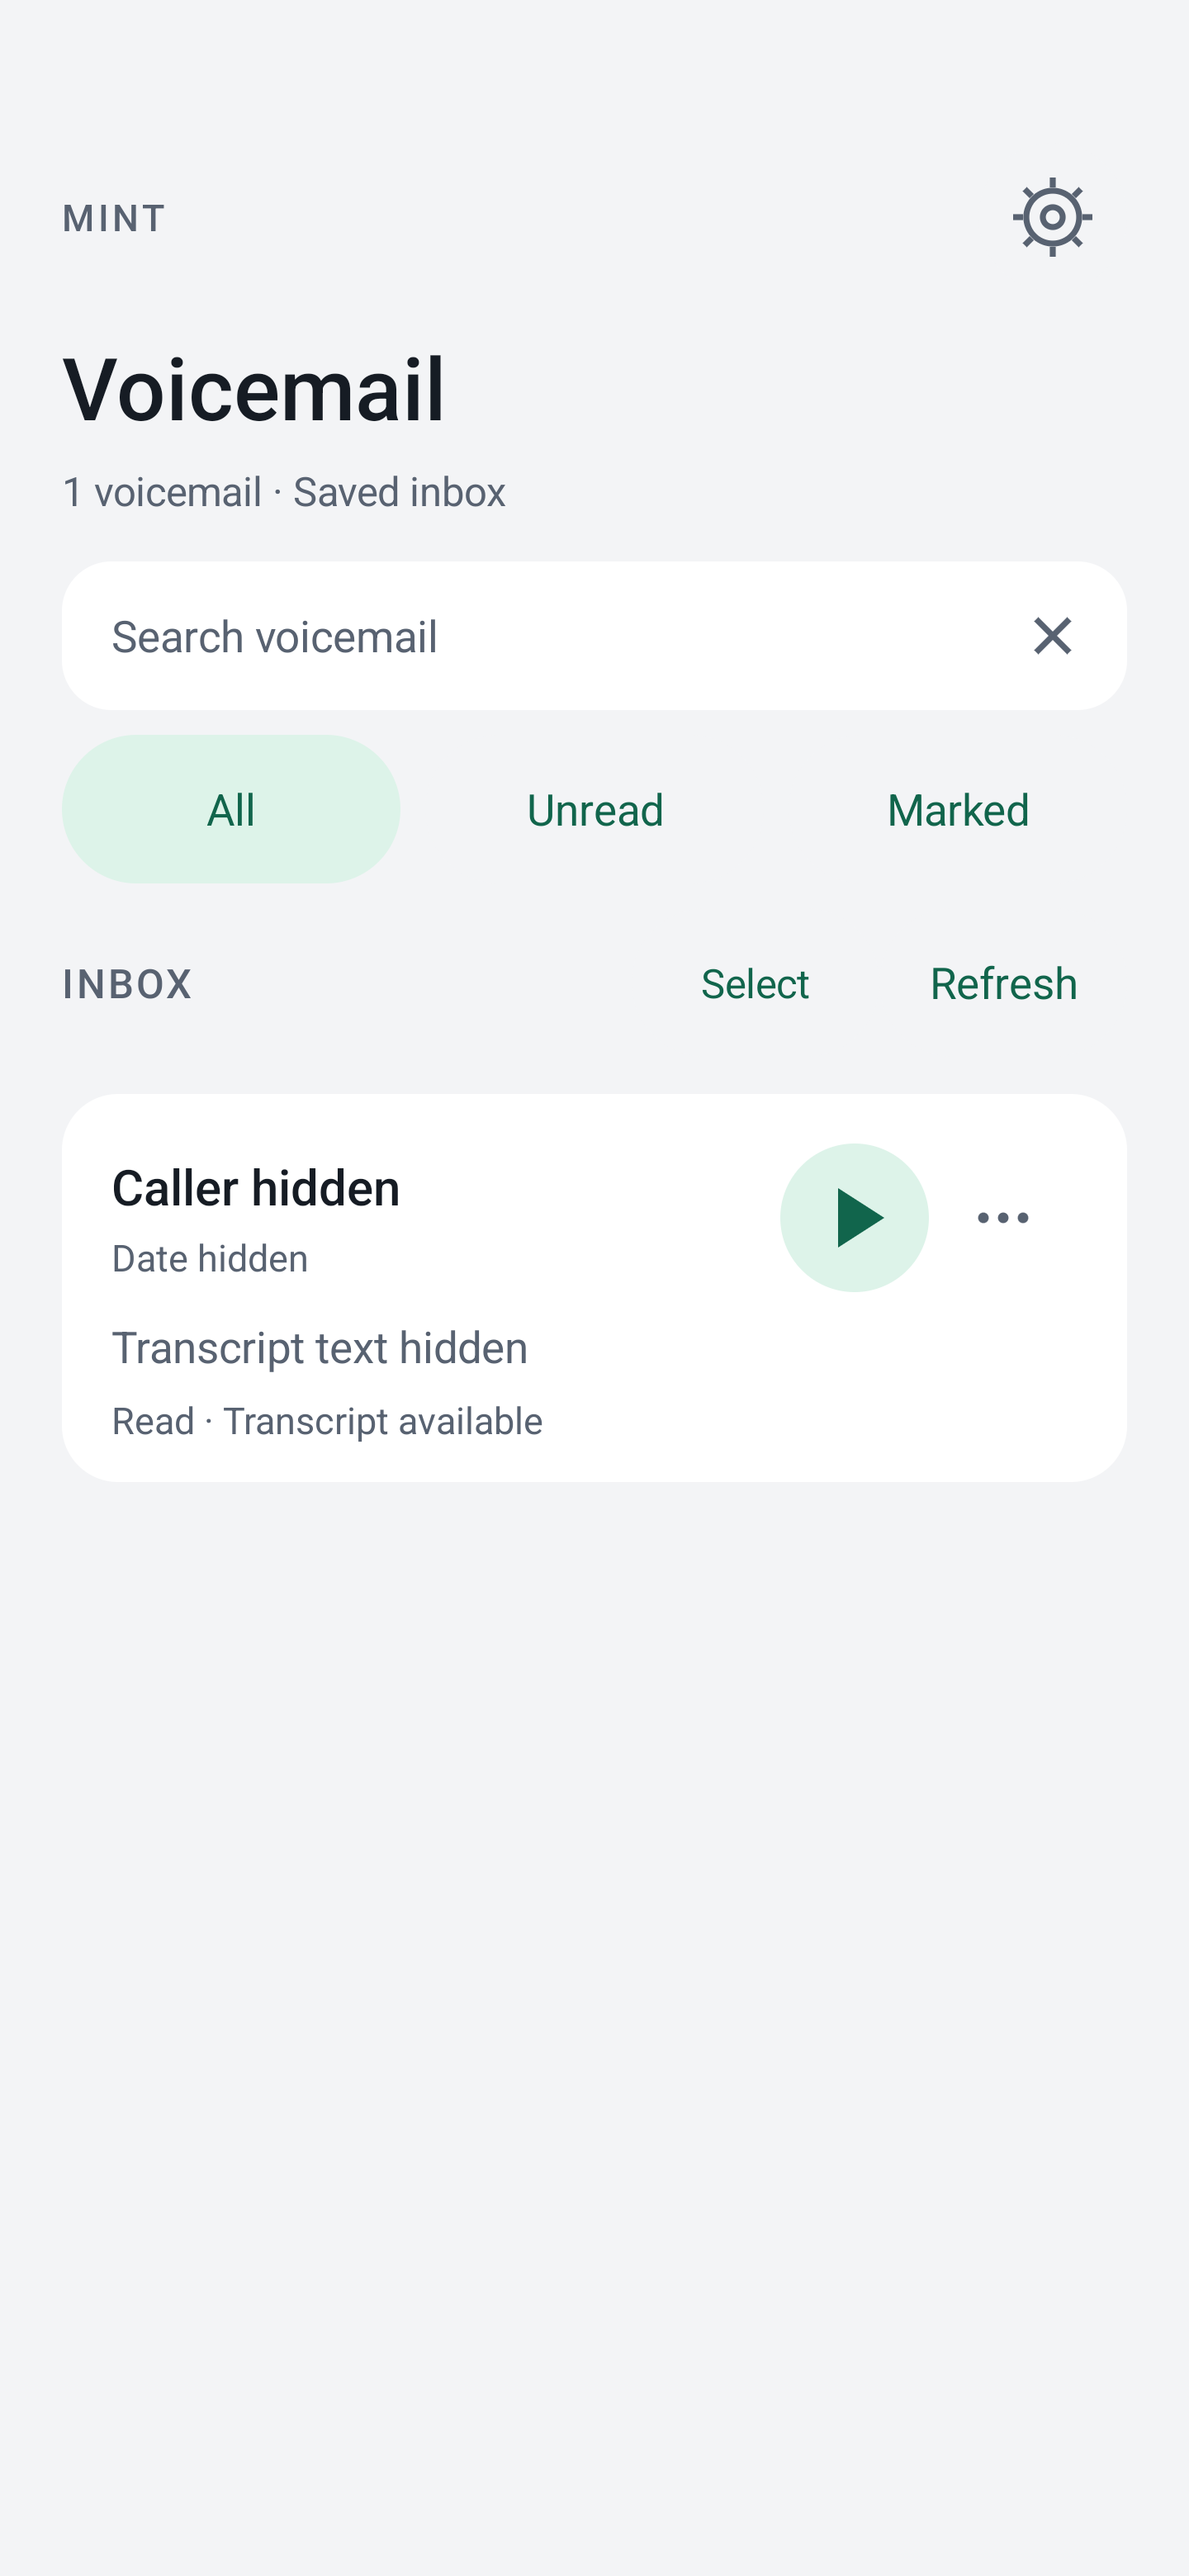 MINT
Voicemail
1 voicemail · Saved inbox
Search voicemail
All Unread Marked
INBOX Select Refresh
Caller hidden
Date hidden
Transcript text hidden
Read · Transcript available